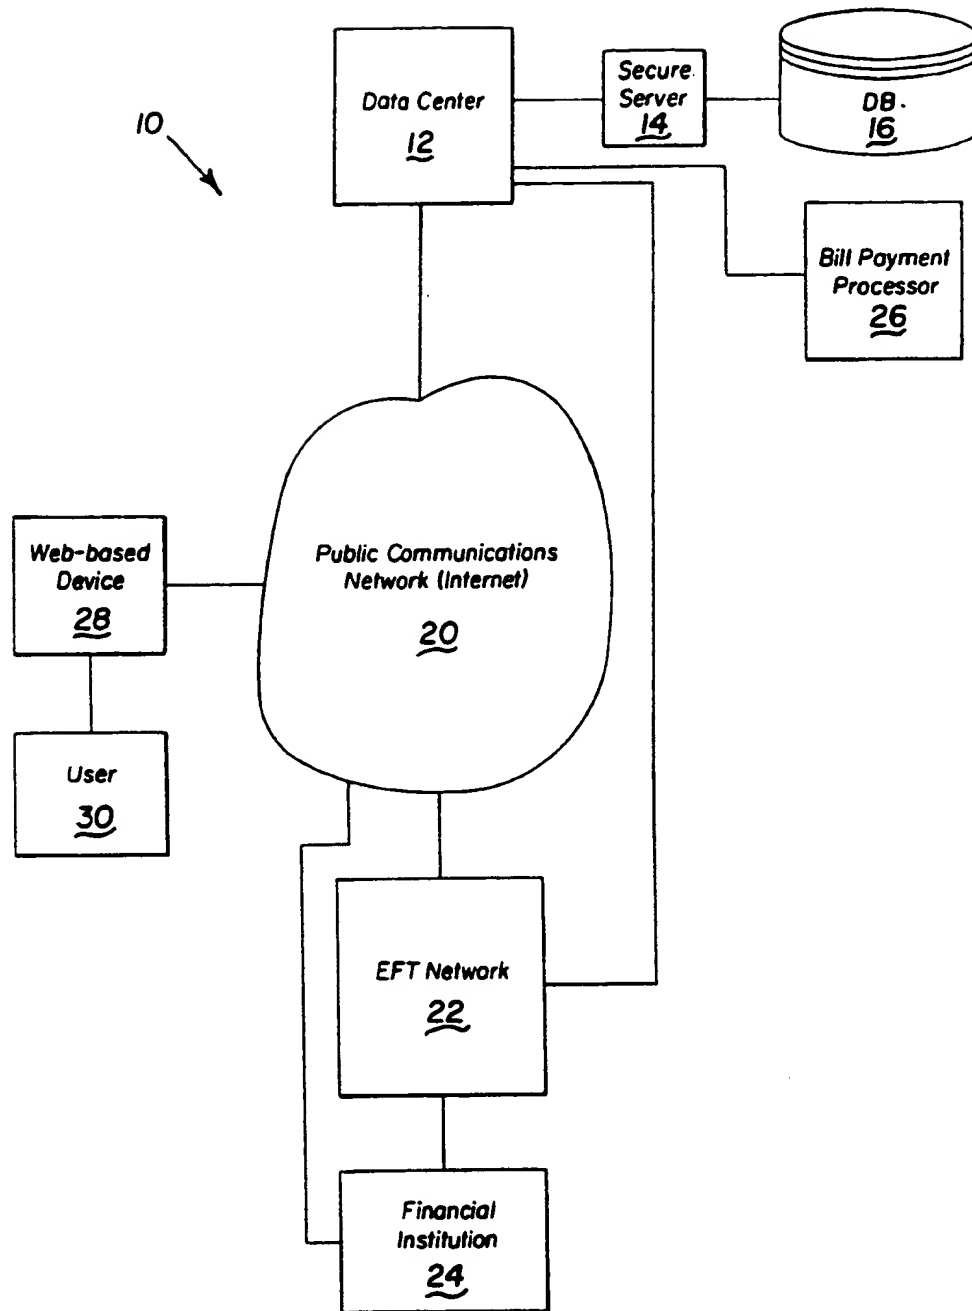 Data Center
12
Secure
Server
14
DB.
16
10
Bill Payment
Processor
26
Public Communications
Network (Internet)
20
Web-based
Device
28
User
30
EFT Network
22
Financial
Institution
24